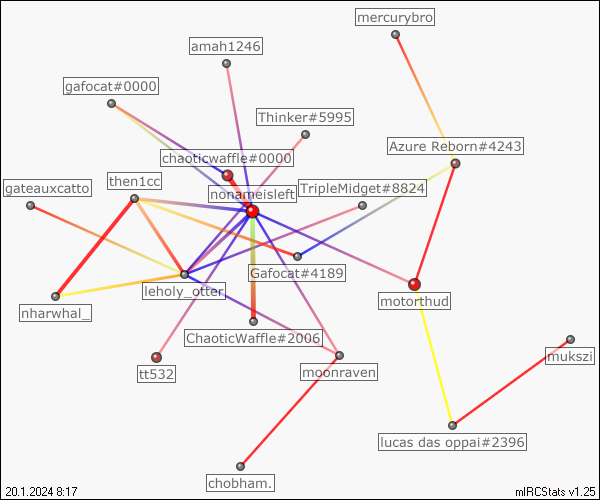 mercurybro
amah1246
gafocat#0000
Thinker#5995
Azure Reborn#4243
chaoticwaffle#0000
then1cc
gateauxcatto
nonameisleft
TripleMidget#8824
Gafocat#4189
leholy_otter
motorthud
nharwhal_
ChaoticWaffle#2006
mukszi
tt532
moonraven
lucas das oppai#2396
chobham.
20.1.2024 8:17
mIRCStats v1.25